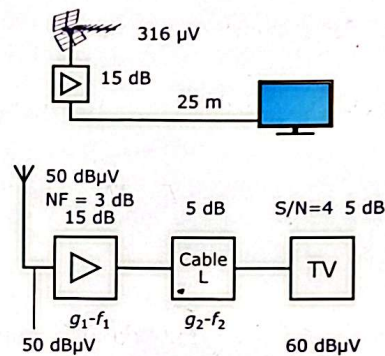 316 µV
15 dB
25 m
50 dBµV
NF = 3 dB
15 dB
5 dB
S/N=4 5 dB
Cable
L
TV
g₁-f₁
g₂-f₂
50 dBµV
60 dBµV